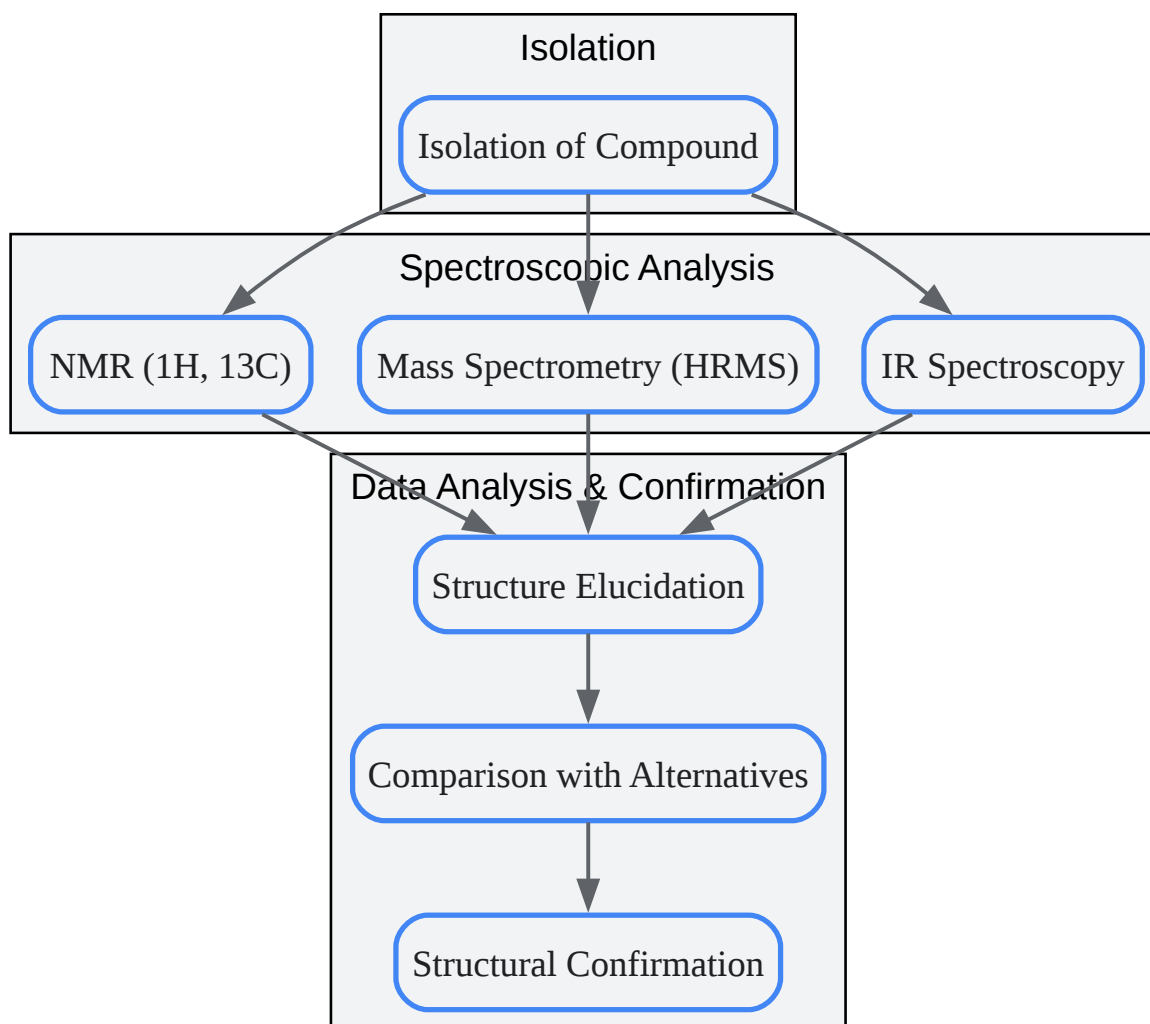 Isolation
Isolation of Compound
Spectroscopic Analysis
NMR (1H, 13C)
Mass Spectrometry (HRMS)
IR Spectroscopy
Data Analysis & Confirmation
Structure Elucidation
Comparison with Alternatives
Structural Confirmation